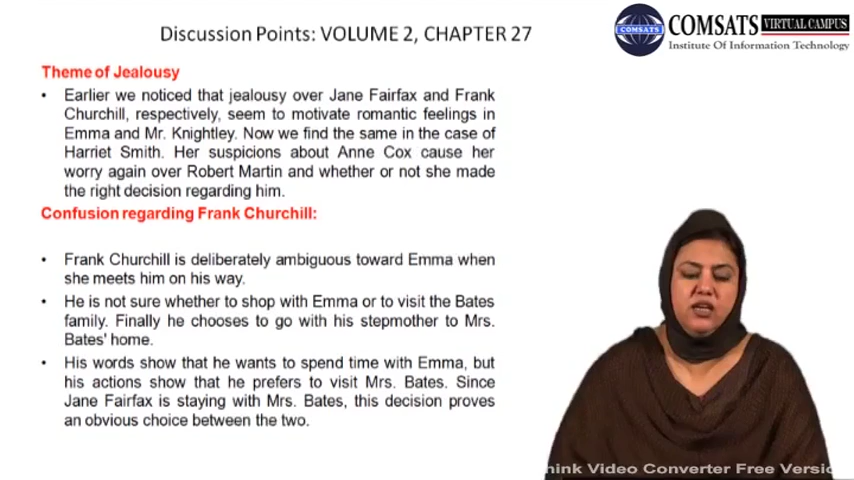 Discussion Points: VOLUME 2, CHAPTER 27
COMSATS VIRTUAL CAMPUS
Institute Of Information Technology
COMSATS
Theme of Jealousy
• Earlier we noticed that jealousy over Jane Fairfax and Frank
Churchill, respectively, seem to motivate romantic feelings in
Emma and Mr. Knightley. Now we find the same in the case of
Harriet Smith. Her suspicions about Anne Cox cause her
worry again over Robert Martin and whether or not she made
the right decision regarding him.
Confusion regarding Frank Churchill:
• Frank Churchill is deliberately ambiguous toward Emma when
she meets him on his way.
• He is not sure whether to shop with Emma or to visit the Bates
family. Finally he chooses to go with his stepmother to Mrs.
Bates' home.
• His words show that he wants to spend time with Emma, but
his actions show that he prefers to visit Mrs. Bates. Since
Jane Fairfax is staying with Mrs. Bates, this decision proves
an obvious choice between the two.
hink Video Converter Free Versio